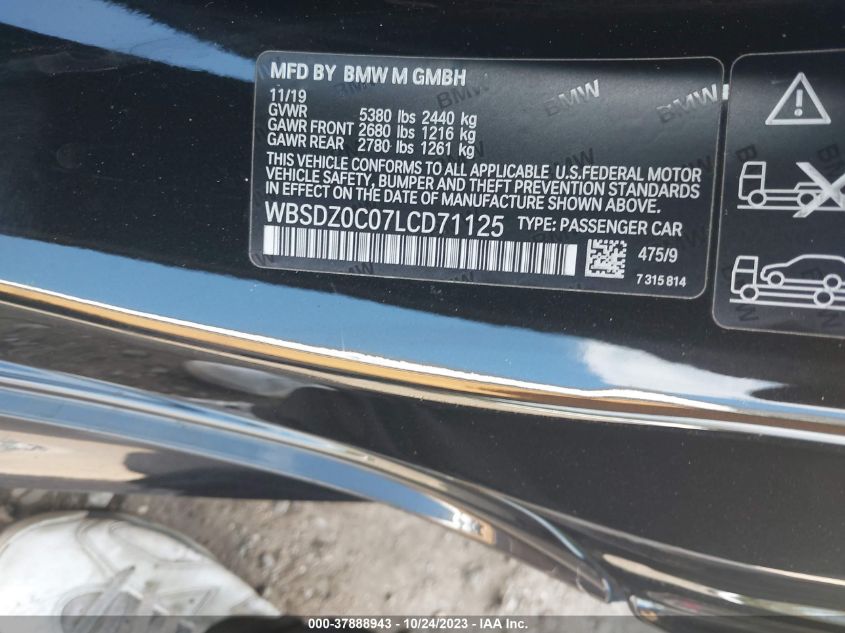 MFD BY BMW M GMBH
11/19
GVWR 5380 lbs 2440 kg
GAWR FRONT 2680 lbs 1216 kg
GAWR REAR 2780 lbs 1261 kg
THIS VEHICLE CONFORMS TO ALL APPLICABLE U.S.FEDERAL MOTOR
VEHICLE SAFETY, BUMPER AND THEFT PREVENTION STANDARDS
IN EFFECT ON THE DATE OF MANUFACTURE SHOWN ABOVE.
WBSDZ0C07LCD71125 TYPE: PASSENGER CAR
475/9
7 315 814
000-37888943 - 10/24/2023 - IAA Inc.